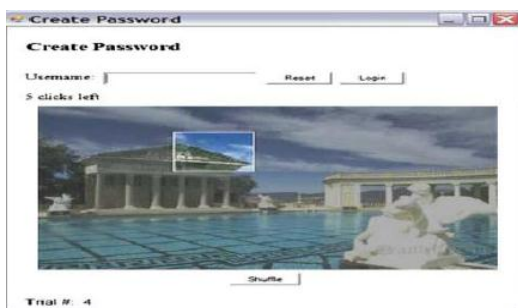 Create Password
Create Password
Username:
Reset
Login
5 clicks left
Shuffle
Trial #: 4